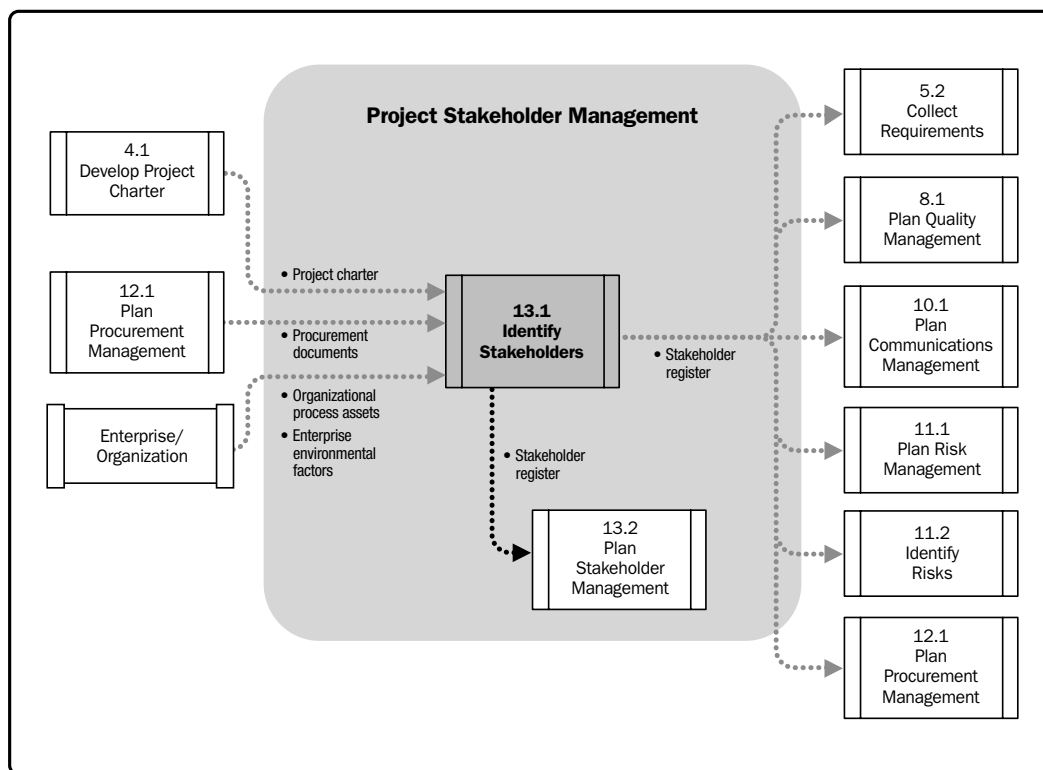 Project Stakeholder Management
4.1
Develop Project
Charter
12.1
Plan
Procurement
Management
Enterprise/
Organization
• Project charter
• Procurement
documents
• Organizational
process assets
• Enterprise
environmental
factors
13.1
Identify
Stakeholders
• Stakeholder
register
13.2
Plan
Stakeholder
Management
• Stakeholder
register
5.2
Collect
Requirements
8.1
Plan Quality
Management
10.1
Plan
Communications
Management
11.1
Plan Risk
Management
11.2
Identify
Risks
12.1
Plan
Procurement
Management